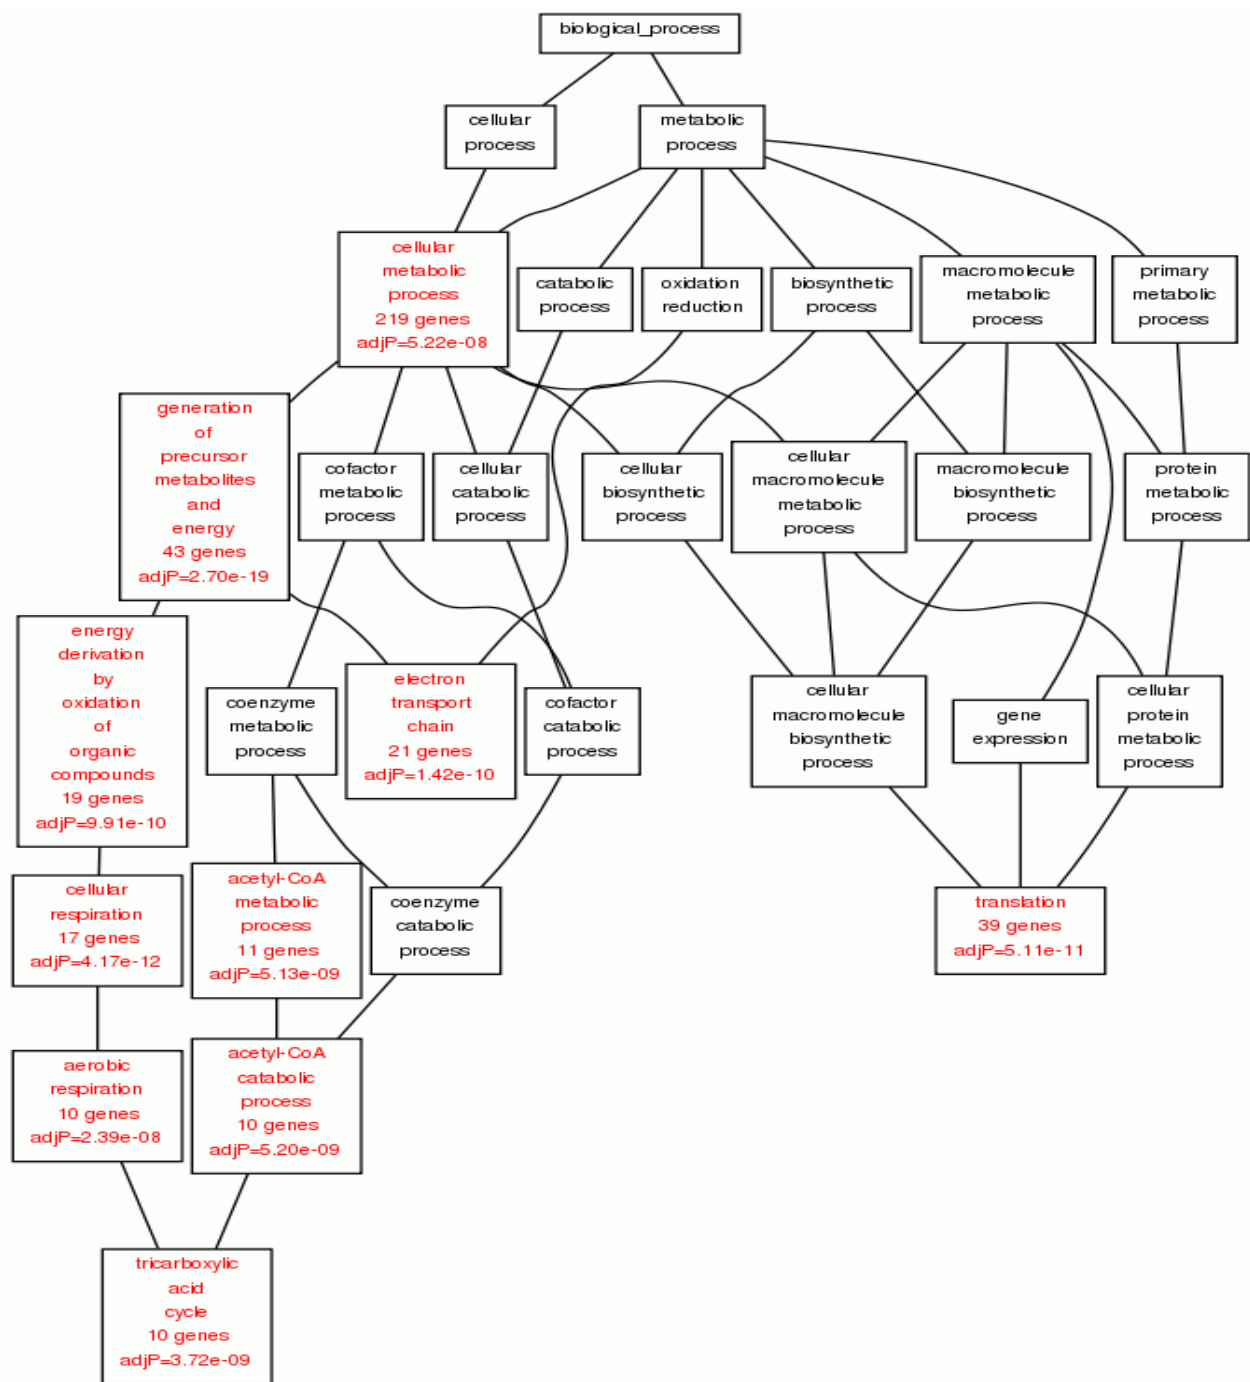 biological_process
cellular
process
metabolic
process
cellular
metabolic
process
219 genes
adjP=5.22e-08
catabolic
process
oxidation
reduction
biosynthetic
process
macromolecule
metabolic
process
primary
metabolic
process
generation
of
precursor
metabolites
and
energy
43 genes
adjP=2.70e-19
cofactor
metabolic
process
cellular
catabolic
process
cellular
biosynthetic
process
cellular
macromolecule
metabolic
process
macromolecule
biosynthetic
process
protein
metabolic
process
energy
derivation
by
oxidation
of
organic
compounds
19 genes
adjP=9.91e-10
coenzyme
metabolic
process
electron
transport
chain
21 genes
adjP=1.42e-10
cofactor
catabolic
process
cellular
macromolecule
biosynthetic
process
gene
expression
cellular
protein
metabolic
process
cellular
respiration
17 genes
adjP=4.17e-12
acetyl-CoA
metabolic
process
11 genes
adjP=5.13e-09
coenzyme
catabolic
process
translation
39 genes
adjP=5.11e-11
aerobic
respiration
10 genes
adjP=2.39e-08
acetyl-CoA
catabolic
process
10 genes
adjP=5.20e-09
tricarboxylic
acid
cycle
10 genes
adjP=3.72e-09